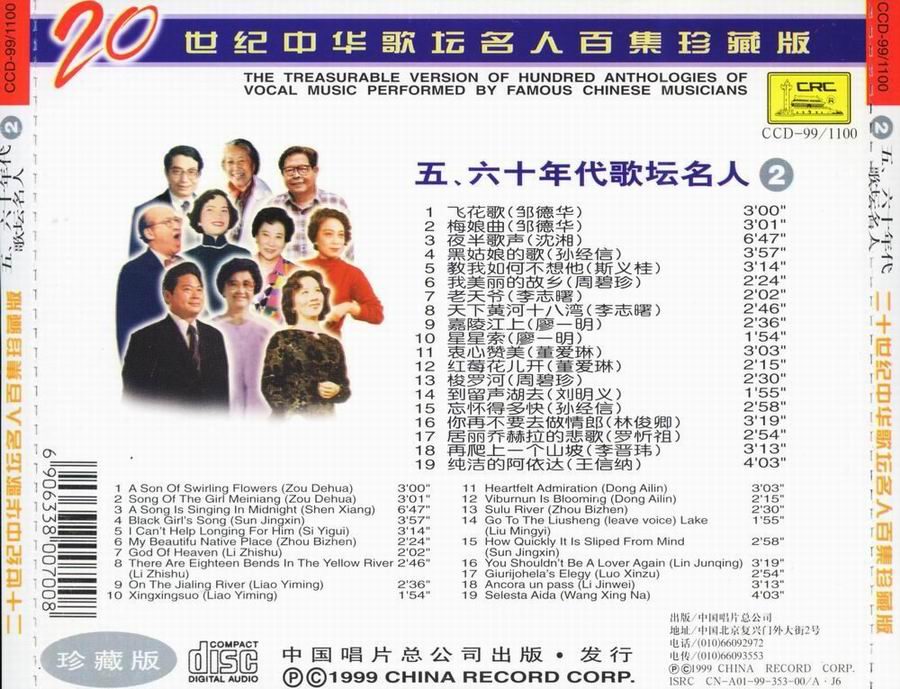 20世纪中华歌坛名人百集珍藏版
THE TREASURABLE VERSION OF HUNDRED ANTHOLOGIES OF
VOCAL MUSIC PERFORMED BY FAMOUS CHINESE MUSICIANS
CRC
CCD-99/1100
五、六十年代歌坛名人 2
1 飞花歌(邹德华) 3'00"
2 梅娘曲(邹德华) 3'01"
3 夜半歌声(沈湘) 6'47"
4 黑姑娘的歌(孙经信) 3'57"
5 教我如何不想他(斯义桂) 3'14"
6 我美丽的故乡(周碧珍) 2'24"
7 老天爷(李志曙) 2'02"
8 天下黄河十八湾(李志曙) 2'46"
9 嘉陵江上(廖一明) 2'36"
10 星星索(廖一明) 1'54"
11 衷心赞美(董爱琳) 3'03"
12 红莓花儿开(董爱琳) 2'15"
13 梭罗河(周碧珍) 2'30"
14 到留声湖去(刘明义) 1'55"
15 忘怀得多快(孙经信) 2'58"
16 你再不要去做情郎(林俊卿) 3'19"
17 居丽乔赫拉的悲歌(罗忻祖) 2'54"
18 再爬上一个山坡(李晋玮) 3'13"
19 纯洁的阿依达(王信纳) 4'03"
1 A Son Of Swirling Flowers (Zou Dehua) 3'00"
2 Song Of The Girl Meiniang (Zou Dehua) 3'01"
3 A Song Is Singing In Midnight (Shen Xiang) 6'47"
4 Black Girl's Song (Sun Jingxin) 3'57"
5 I Can't Help Longing For Him (Si Yigui) 3'14"
6 My Beautifu Native Place (Zhou Bizhen) 2'24"
7 God Of Heaven (Li Zhishu) 2'02"
8 There Are Eighteen Bends In The Yellow River 2'46"
(Li Zhishu)
9 On The Jialing River (Liao Yiming) 2'36"
10 Xingxingsuo (Liao Yiming) 1'54"
11 Heartfelt Admiration (Dong Ailin) 3'03"
12 Viburnun Is Blooming (Dong Ailin) 2'15"
13 Sulu River (Zhou Bizhen) 2'30"
14 Go To The Liusheng (leave voice) Lake 1'55"
(Liu Mingyi)
15 How Quickly It Is Sliped From Mind 2'58"
(Sun Jingxin)
16 You Shouldn't Be A Lover Again (Lin Junqing) 3'19"
17 Giurijohela's Elegy (Luo Xinzu) 2'54"
18 Ancora un pass (Li Jinwei) 3'13"
19 Selesta Aida (Wang Xing Na) 4'03"
6 906338 007008
珍藏版
COMPACT
disc
DIGITAL AUDIO
中国唱片总公司出版·发行
ⓅⒸ1999 CHINA RECORD CORP.
出版/中国唱片总公司
地址/中国北京复兴门外大街2号
电话/(010)66092972
电传/(010)66093553
ⓅⒸ1999 CHINA RECORD CORP.
ISRC CN-A01-99-353-00/A·J6
CCD-99/1100
2 五、六十年代歌坛名人
二十世纪中华歌坛名人百集珍藏版
CCD-99/1100
2 五、六十年代歌坛名人
二十世纪中华歌坛名人百集珍藏版